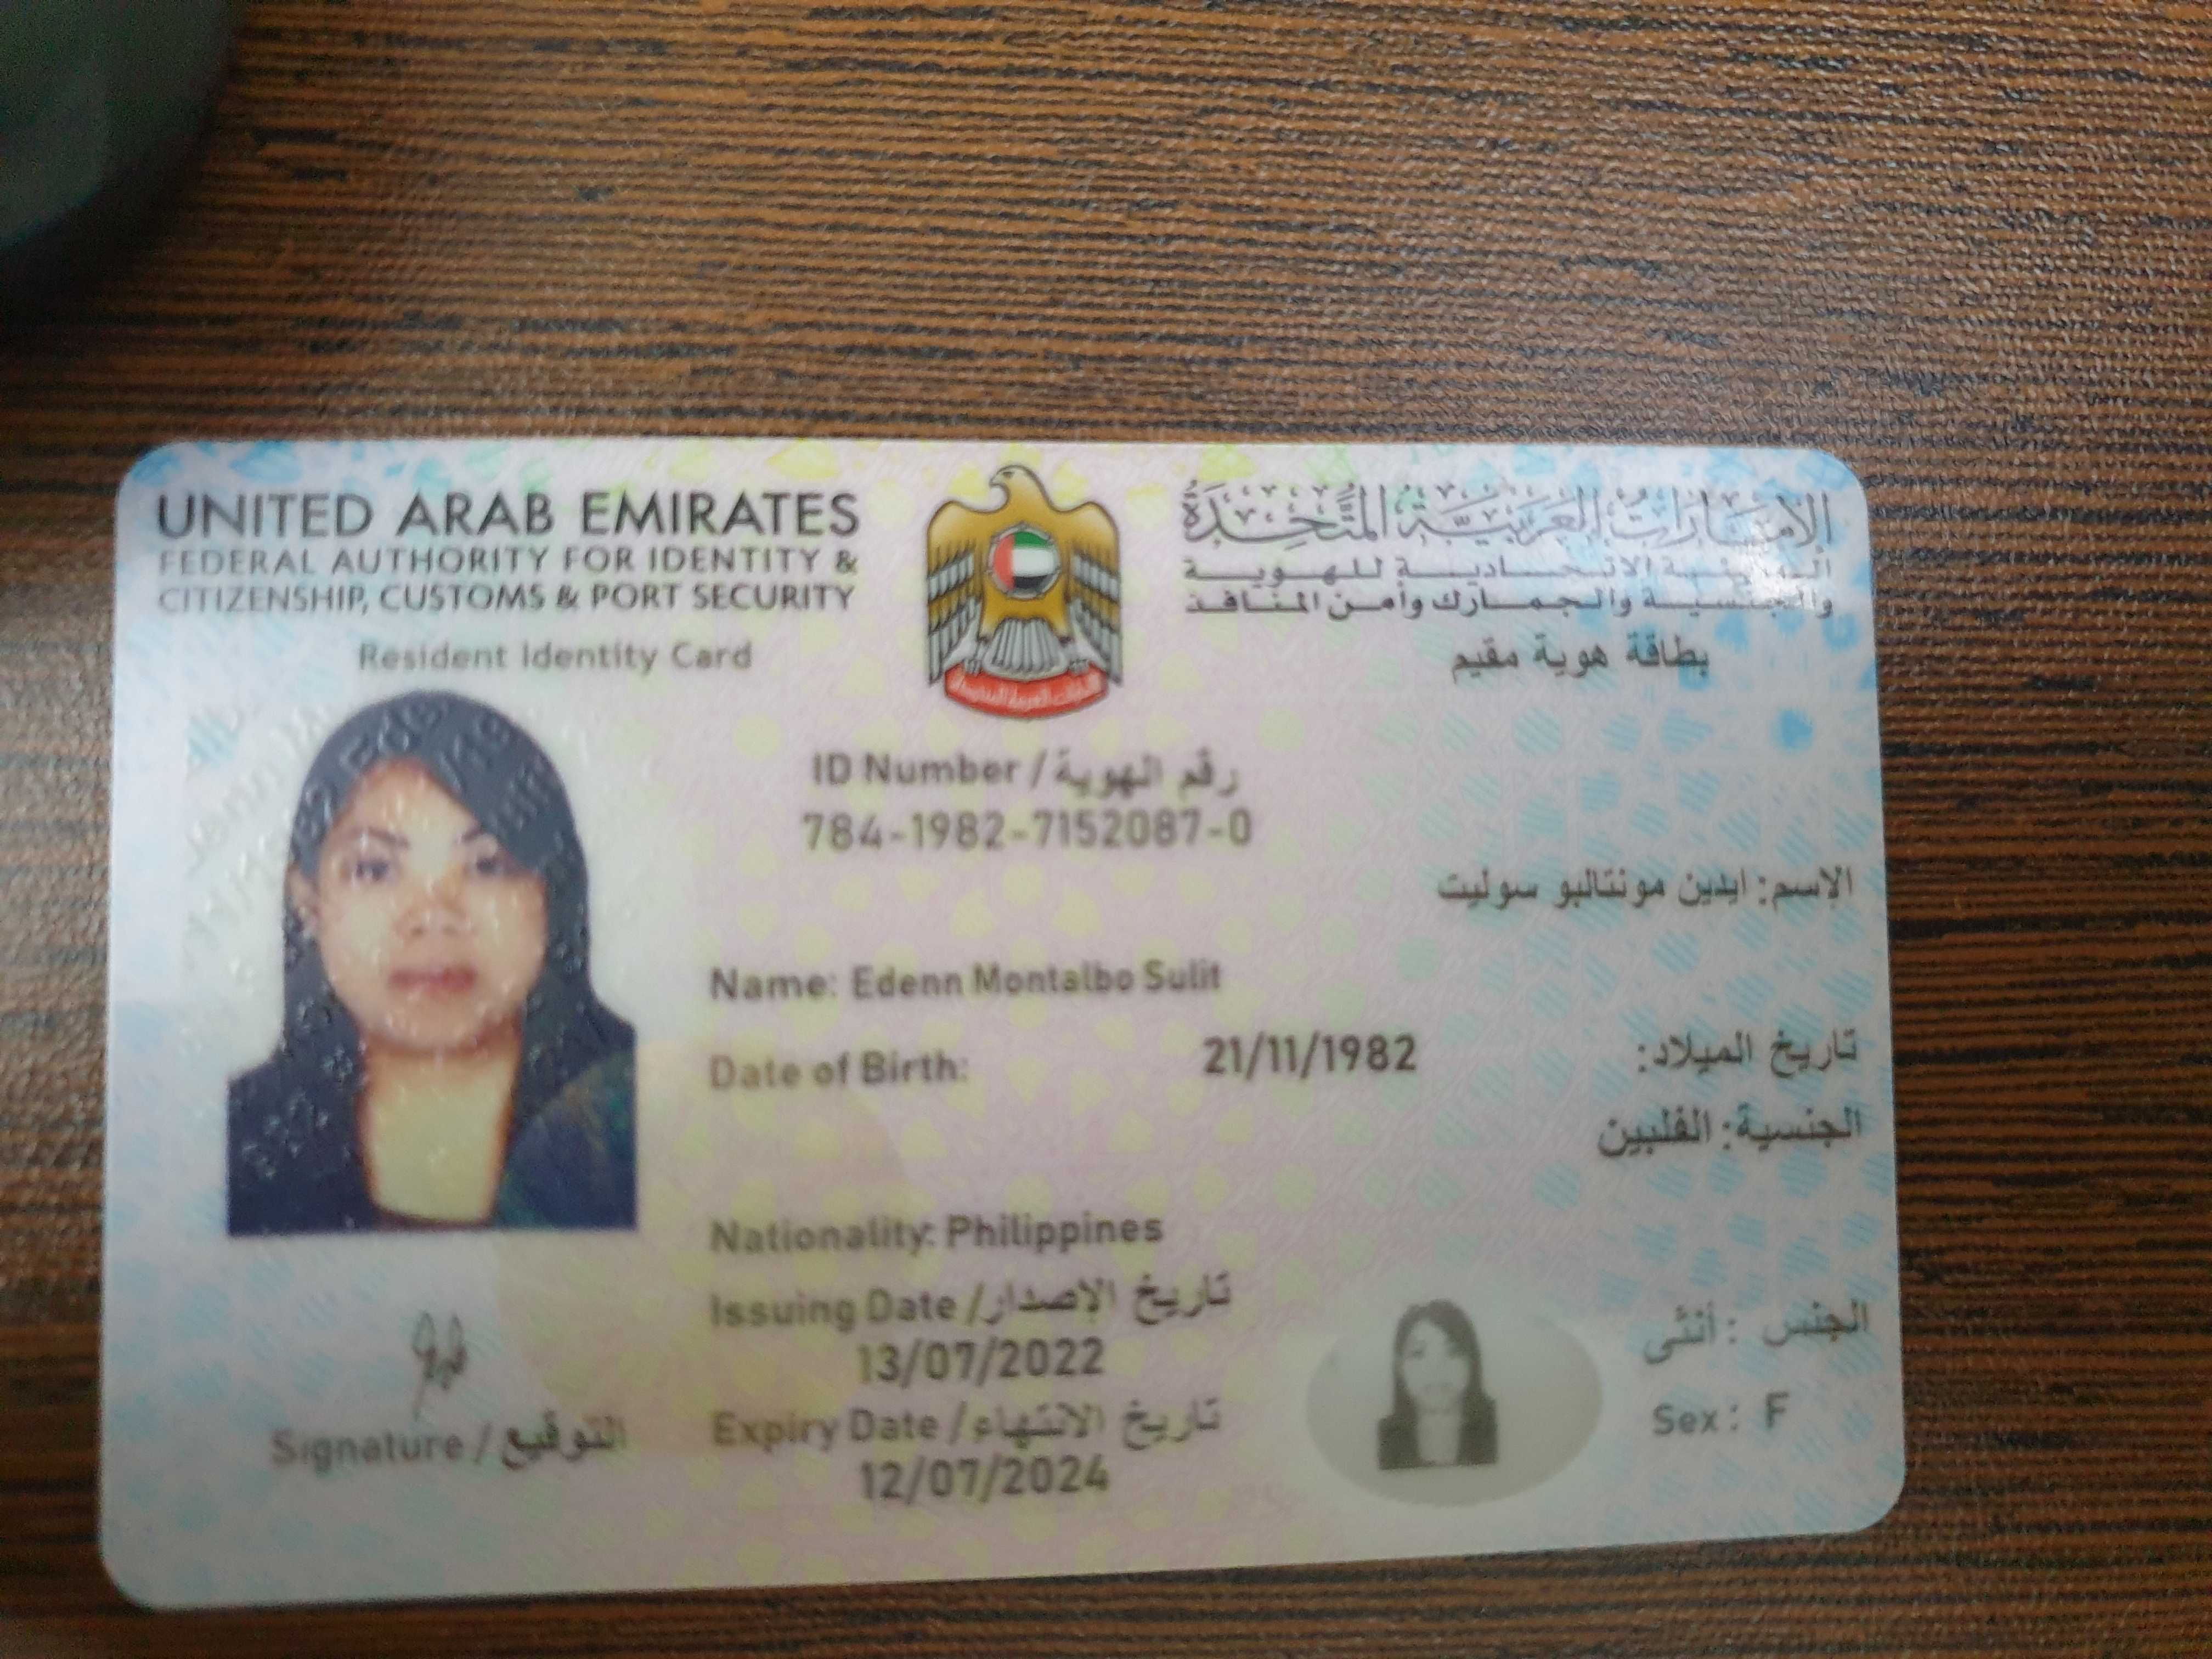 UNITED ARAB EMIRATES
FEDERAL AUTHORITY FOR IDENTITY &
CITIZENSHIP, CUSTOMS & PORT SECURITY
الإمارات العربية المتحدة
الهيئة الاتحادية للهوية
والجنسية والجمارك وأمن المنافذ
Resident Identity Card
بطاقة هوية مقيم
ID Number / رقم الهوية
784-1982-7152087-0
الاسم: ايدين مونتالبو سوليت
Name: Edenn Montalbo Sulit
Date of Birth: 21/11/1982 تاريخ الميلاد:
الجنسية: الفلبين
Nationality: Philippines
Issuing Date / تاريخ الإصدار
13/07/2022
Expiry Date / تاريخ الانتهاء
12/07/2024
Signature / التوقيع
الجنس: أنثى
Sex: F